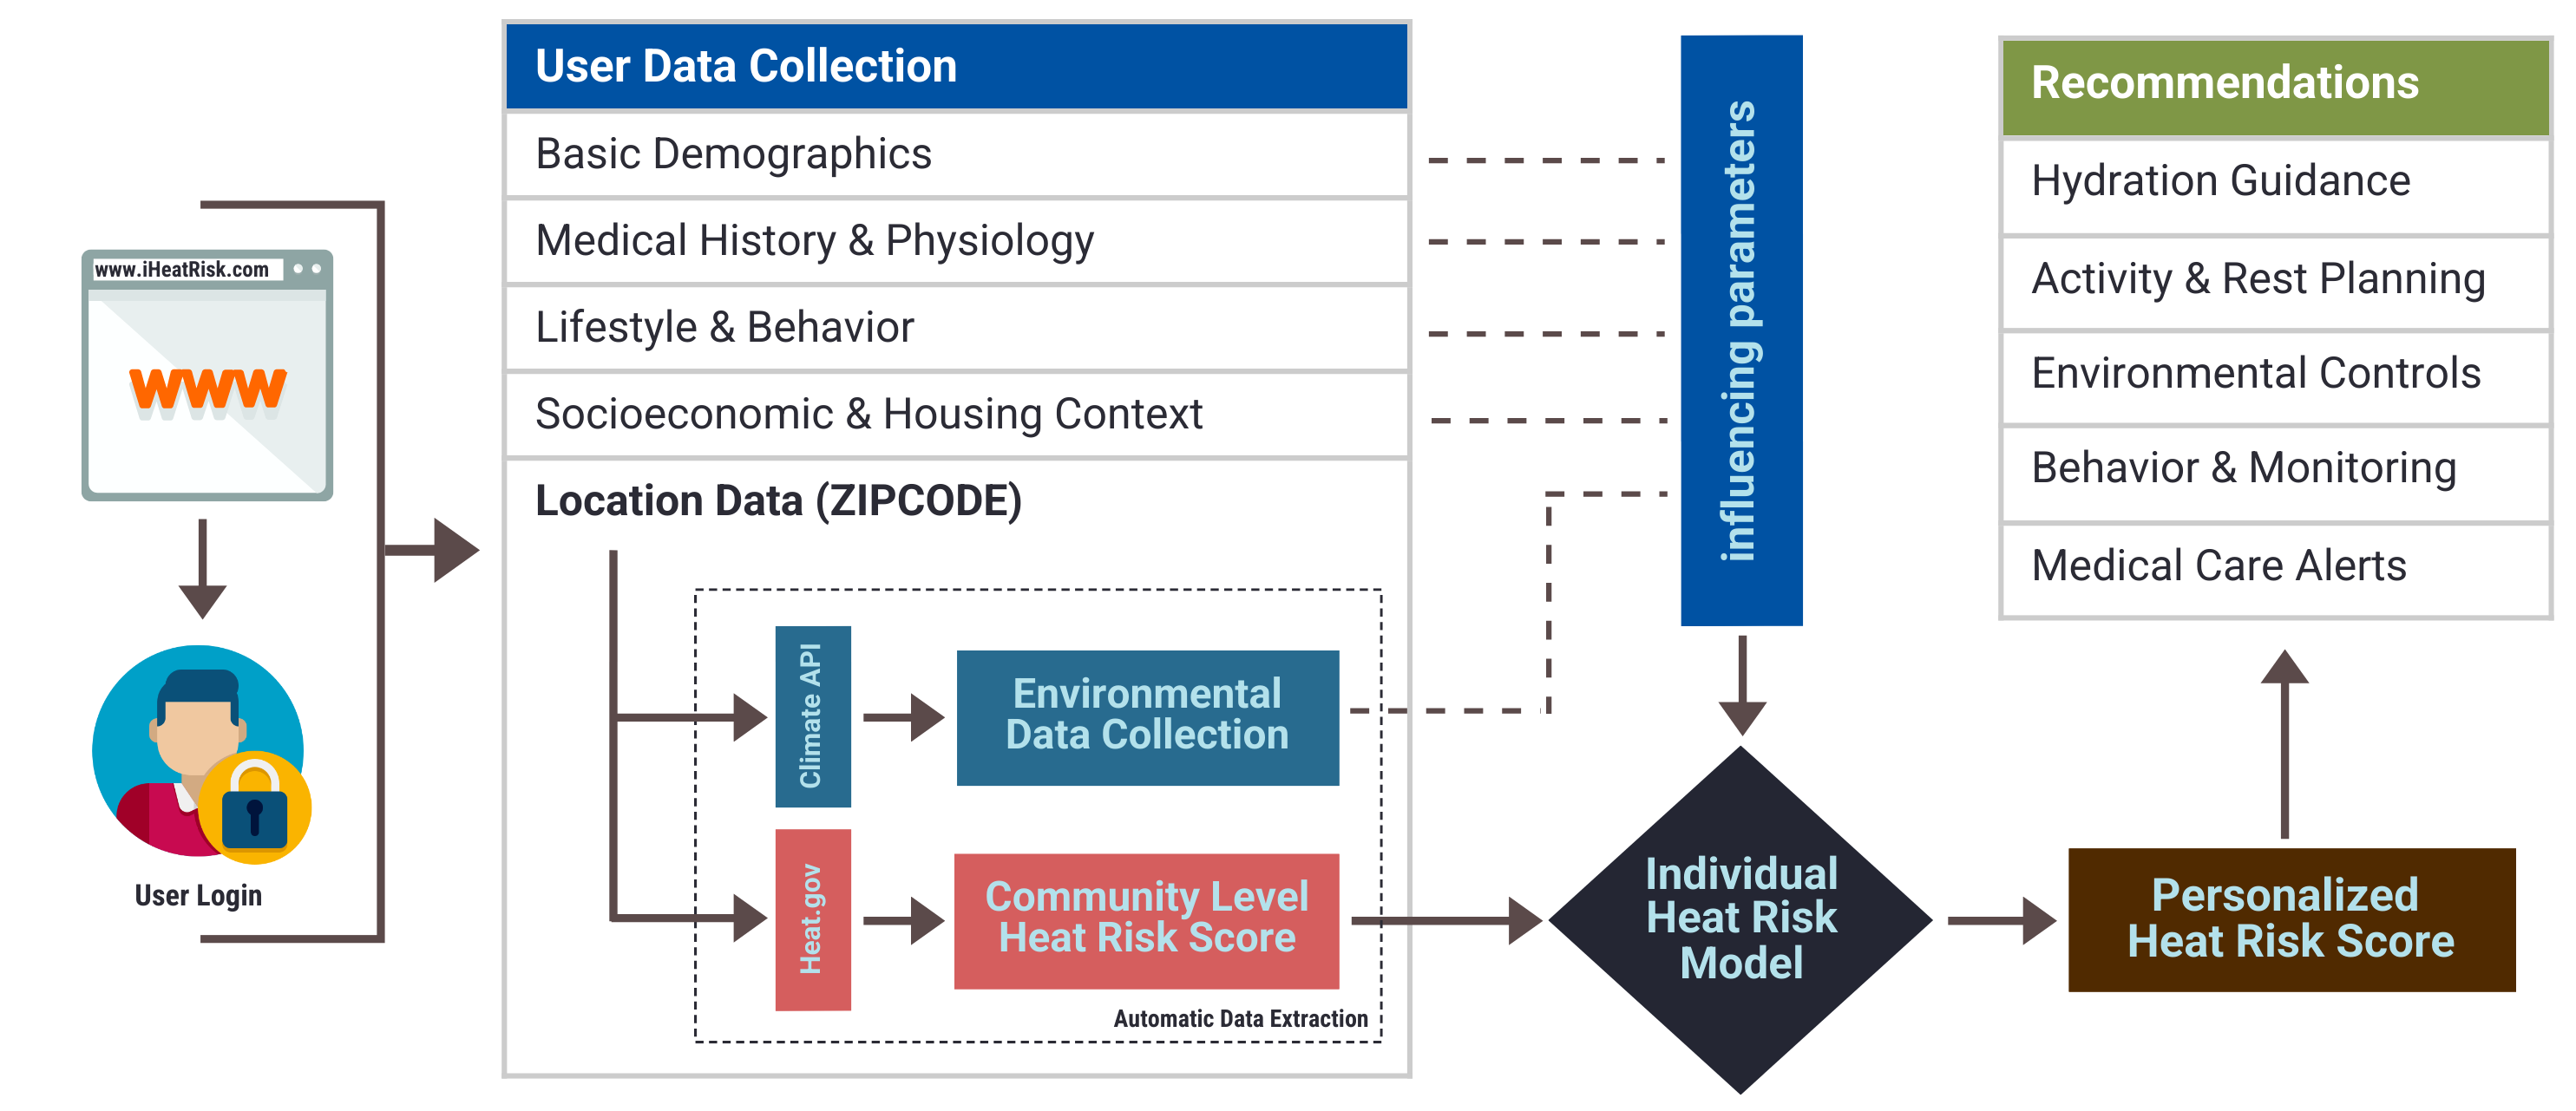 www.iHeatRisk.com
www
User Login
User Data Collection
Basic Demographics
Medical History & Physiology
Lifestyle & Behavior
Socioeconomic & Housing Context
Location Data (ZIPCODE)
Climate API
Environmental
Data Collection
Heat.gov
Community Level
Heat Risk Score
Automatic Data Extraction
influencing parameters
Individual
Heat Risk
Model
Personalized
Heat Risk Score
Recommendations
Hydration Guidance
Activity & Rest Planning
Environmental Controls
Behavior & Monitoring
Medical Care Alerts